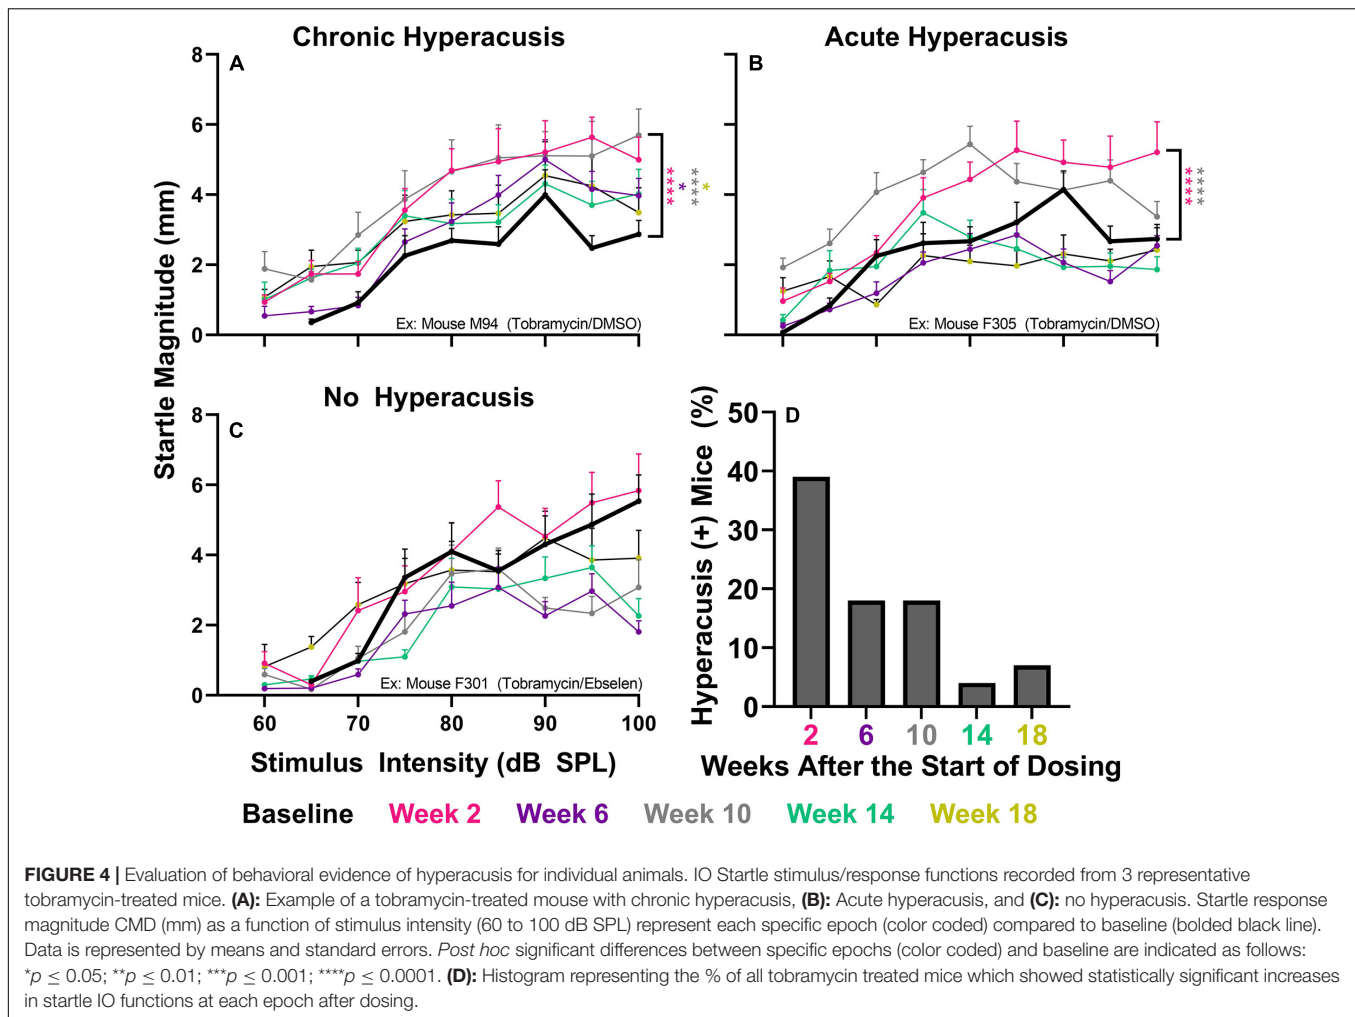 Chronic Hyperacusis
Acute Hyperacusis
A
B
8
6
4
2
0
8
6
4
2
0
Startle Magnitude (mm)
****
*
****
*
****
****
Ex: Mouse M94 (Tobramycin/DMSO)
Ex: Mouse F305 (Tobramycin/DMSO)
No Hyperacusis
C
8
6
4
2
0
Ex: Mouse F301 (Tobramycin/Ebselen)
60 70 80 90 100
Stimulus Intensity (dB SPL)
D
Hyperacusis (+) Mice (%)
50
40
30
20
10
0
2 6 10 14 18
Weeks After the Start of Dosing
Baseline Week 2 Week 6 Week 10 Week 14 Week 18
FIGURE 4 | Evaluation of behavioral evidence of hyperacusis for individual animals. IO Startle stimulus/response functions recorded from 3 representative
tobramycin-treated mice. (A): Example of a tobramycin-treated mouse with chronic hyperacusis, (B): Acute hyperacusis, and (C): no hyperacusis. Startle response
magnitude CMD (mm) as a function of stimulus intensity (60 to 100 dB SPL) represent each specific epoch (color coded) compared to baseline (bolded black line).
Data is represented by means and standard errors. Post hoc significant differences between specific epochs (color coded) and baseline are indicated as follows:
*p ≤ 0.05; **p ≤ 0.01; ***p ≤ 0.001; ****p ≤ 0.0001. (D): Histogram representing the % of all tobramycin treated mice which showed statistically significant increases
in startle IO functions at each epoch after dosing.